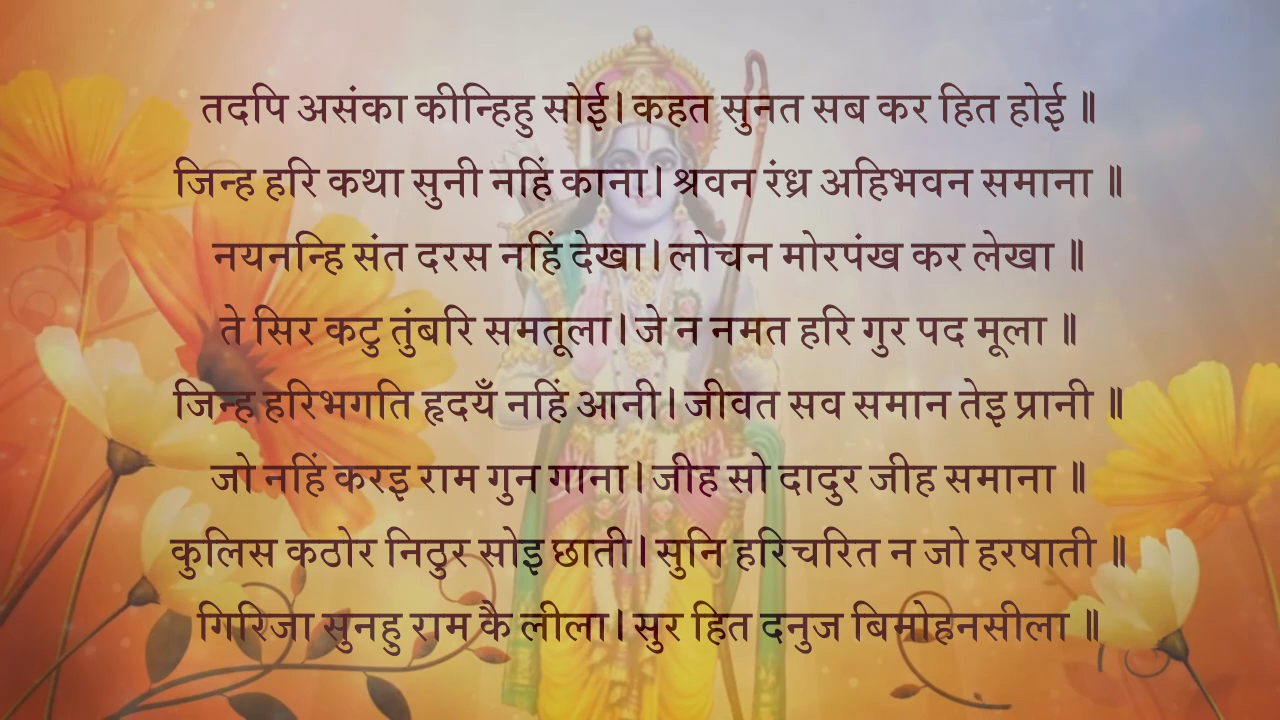 तदपि असंका कीन्हिहु सोई। कहत सुनत सब कर हित होई ॥
जिन्ह हरि कथा सुनी नहिं काना। श्रवन रंध्र अहिभवन समाना ॥
नयनन्हि संत दरस नहिं देखा। लोचन मोरपंख कर लेखा ॥
ते सिर कटु तुंबरि समतूला। जे न नमत हरि गुर पद मूला ॥
जिन्ह हरिभगति हृदयँ नहिं आनी। जीवत सव समान तेइ प्रानी ॥
जो नहिं करइ राम गुन गाना। जीह सो दादुर जीह समाना ॥
कुलिस कठोर निठुर सोइ छाती। सुनि हरिचरित न जो हरषाती ॥
गिरिजा सुनहु राम कै लीला। सुर हित दनुज बिमोहनसीला ॥